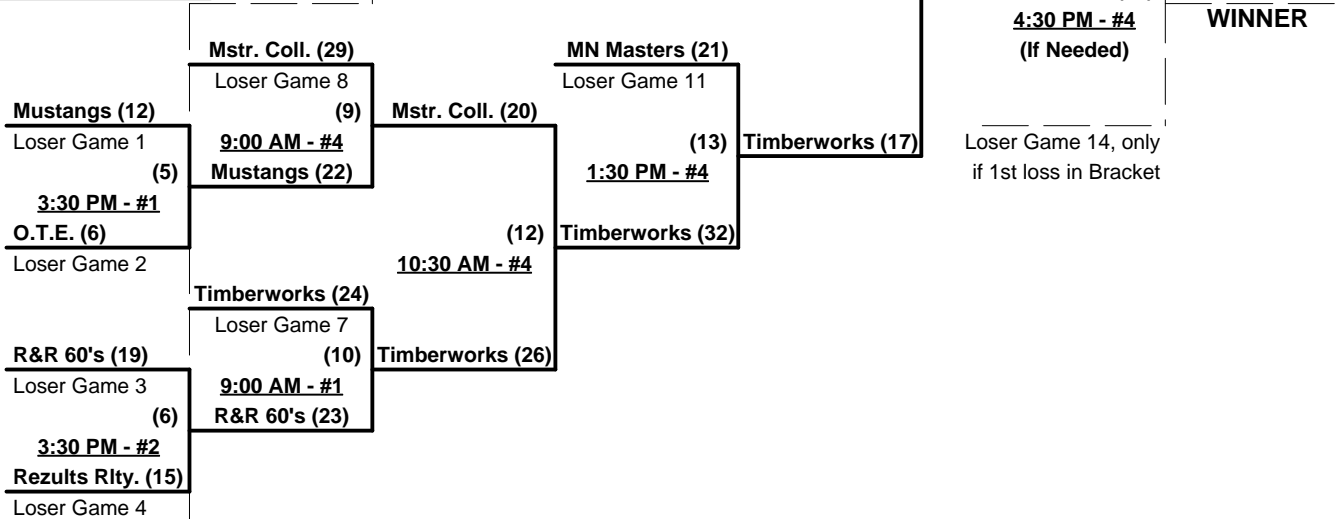 4:30 PM - #4
WINNER
(If Needed)
Mstr. Coll. (29)
MN Masters (21)
Loser Game 8
Loser Game 11
Mustangs (12)
(9)
Mstr. Coll. (20)
Loser Game 1
9:00 AM - #4
(13)
Timberworks (17)
Loser Game 14, only
if 1st loss in Bracket
(5)
Mustangs (22)
1:30 PM - #4
3:30 PM - #1
O.T.E. (6)
(12)
Timberworks (32)
Loser Game 2
10:30 AM - #4
Timberworks (24)
Loser Game 7
R&R 60's (19)
(10)
Timberworks (26)
Loser Game 3
9:00 AM - #1
(6)
R&R 60's (23)
3:30 PM - #2
Rezults Rlty. (15)
Loser Game 4